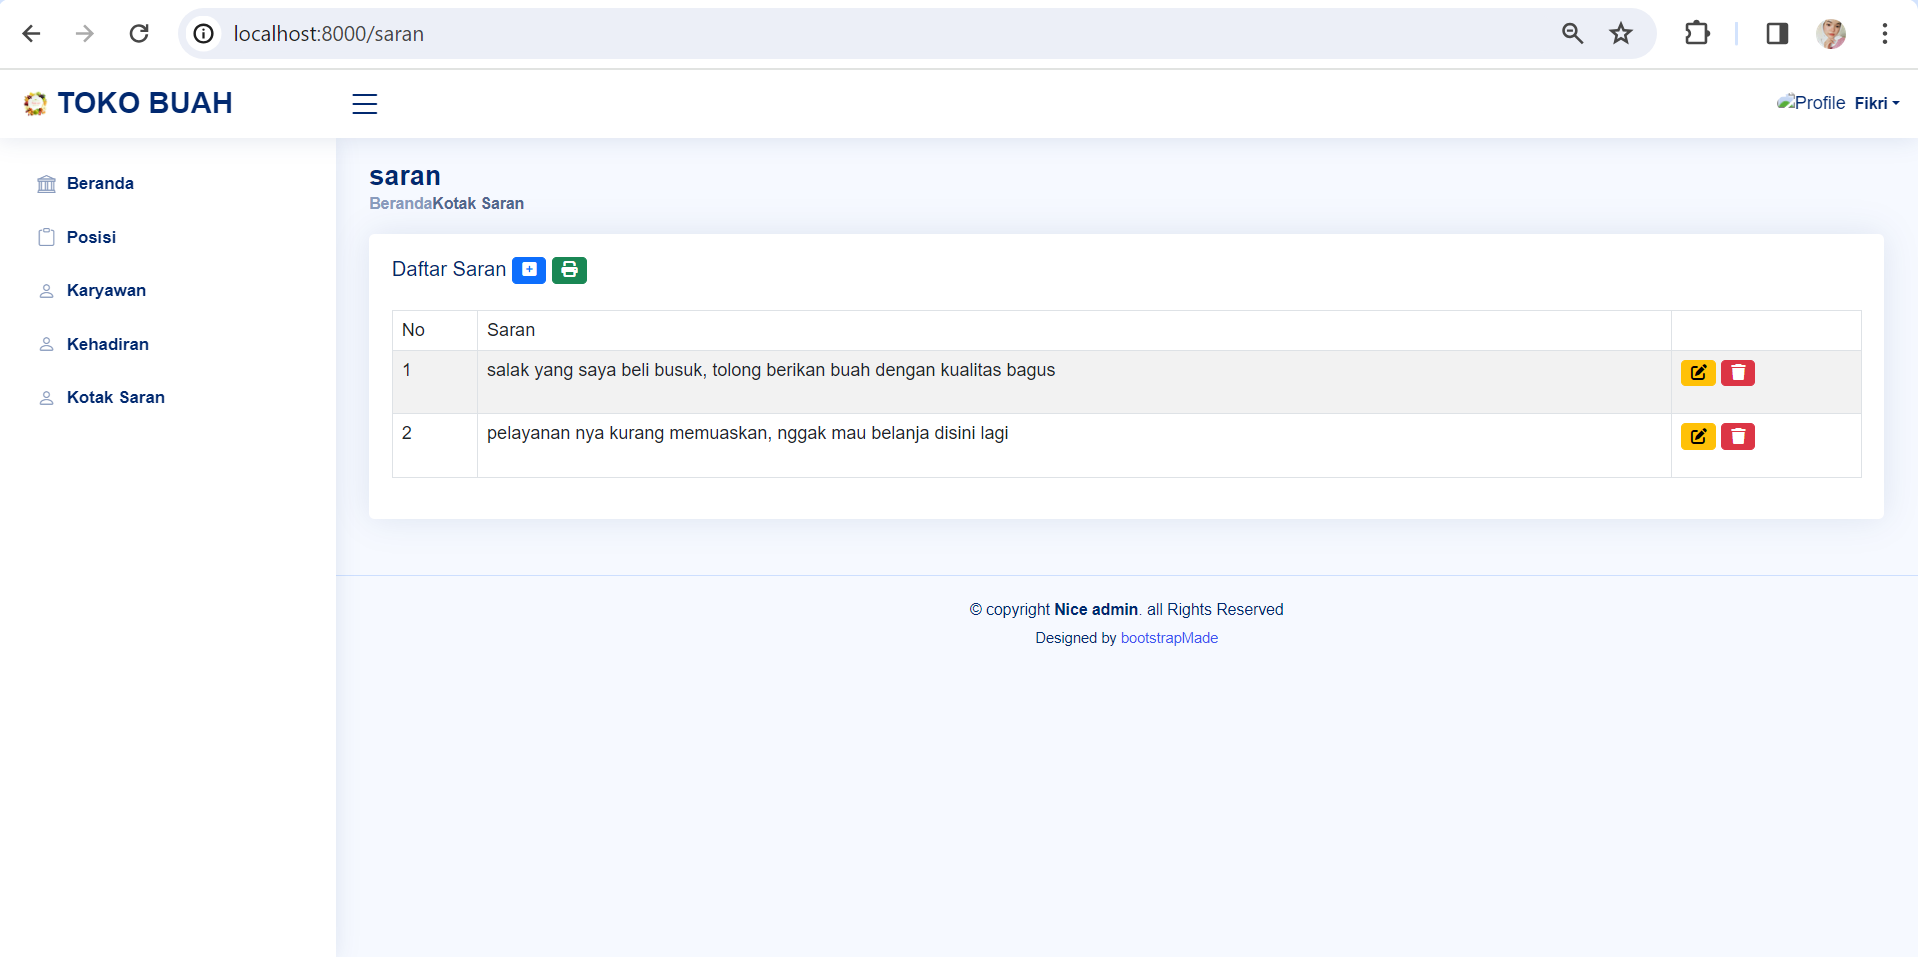 localhost:8000/saran
TOKO BUAH
Profile Fikri
Beranda
Posisi
Karyawan
Kehadiran
Kotak Saran
saran
BerandaKotak Saran
Daftar Saran
No Saran
1 salak yang saya beli busuk, tolong berikan buah dengan kualitas bagus
2 pelayanan nya kurang memuaskan, nggak mau belanja disini lagi
© copyright Nice admin. all Rights Reserved
Designed by bootstrapMade